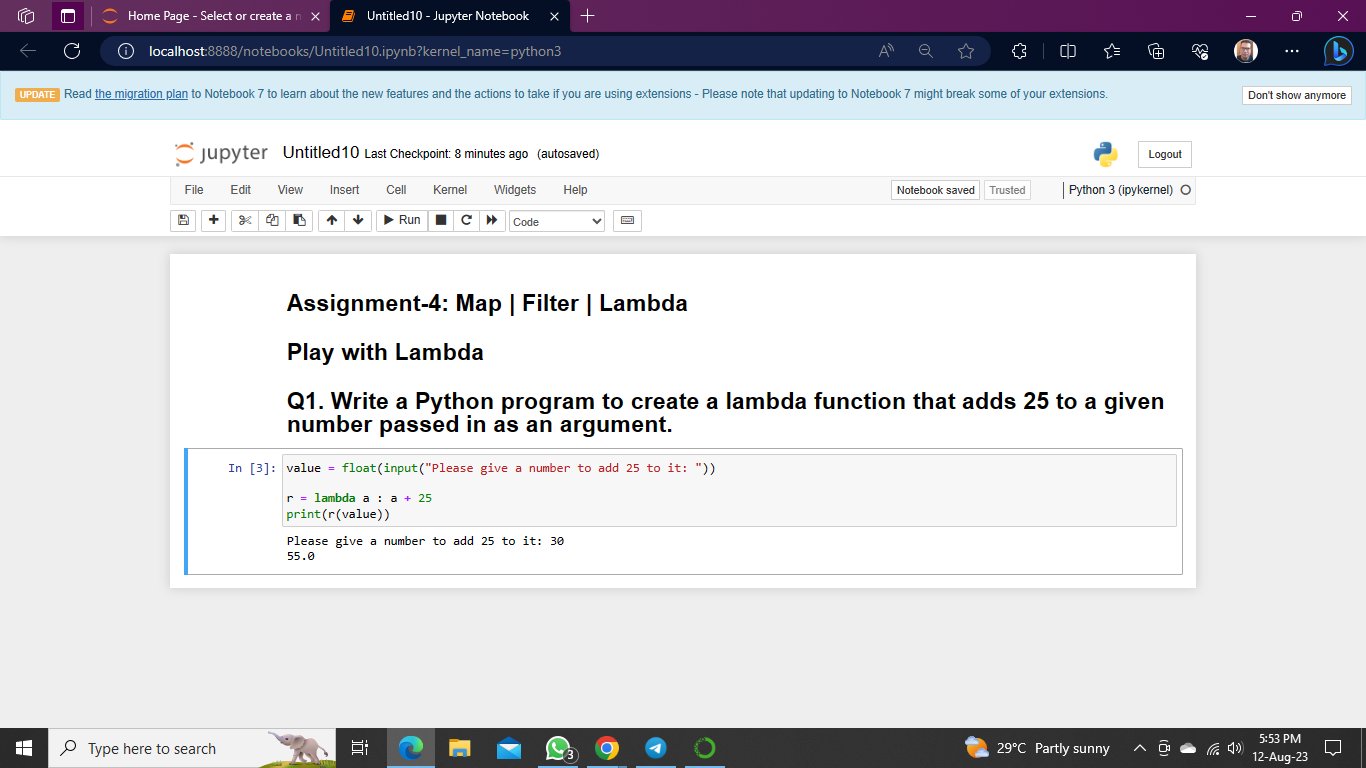 Home Page - Select or create a n
Untitled10 - Jupyter Notebook
localhost:8888/notebooks/Untitled10.ipynb?kernel_name=python3
UPDATE Read the migration plan to Notebook 7 to learn about the new features and the actions to take if you are using extensions - Please note that updating to Notebook 7 might break some of your extensions.
Don't show anymore
jupyter Untitled10 Last Checkpoint: 8 minutes ago (autosaved)
Logout
File Edit View Insert Cell Kernel Widgets Help
Notebook saved Trusted Python 3 (ipykernel)
Run Code
Assignment-4: Map | Filter | Lambda
Play with Lambda
Q1. Write a Python program to create a lambda function that adds 25 to a given
number passed in as an argument.
In [3]: value = float(input("Please give a number to add 25 to it: "))
r = lambda a : a + 25
print(r(value))
Please give a number to add 25 to it: 30
55.0
Type here to search
3
29°C Partly sunny
5:53 PM
12-Aug-23